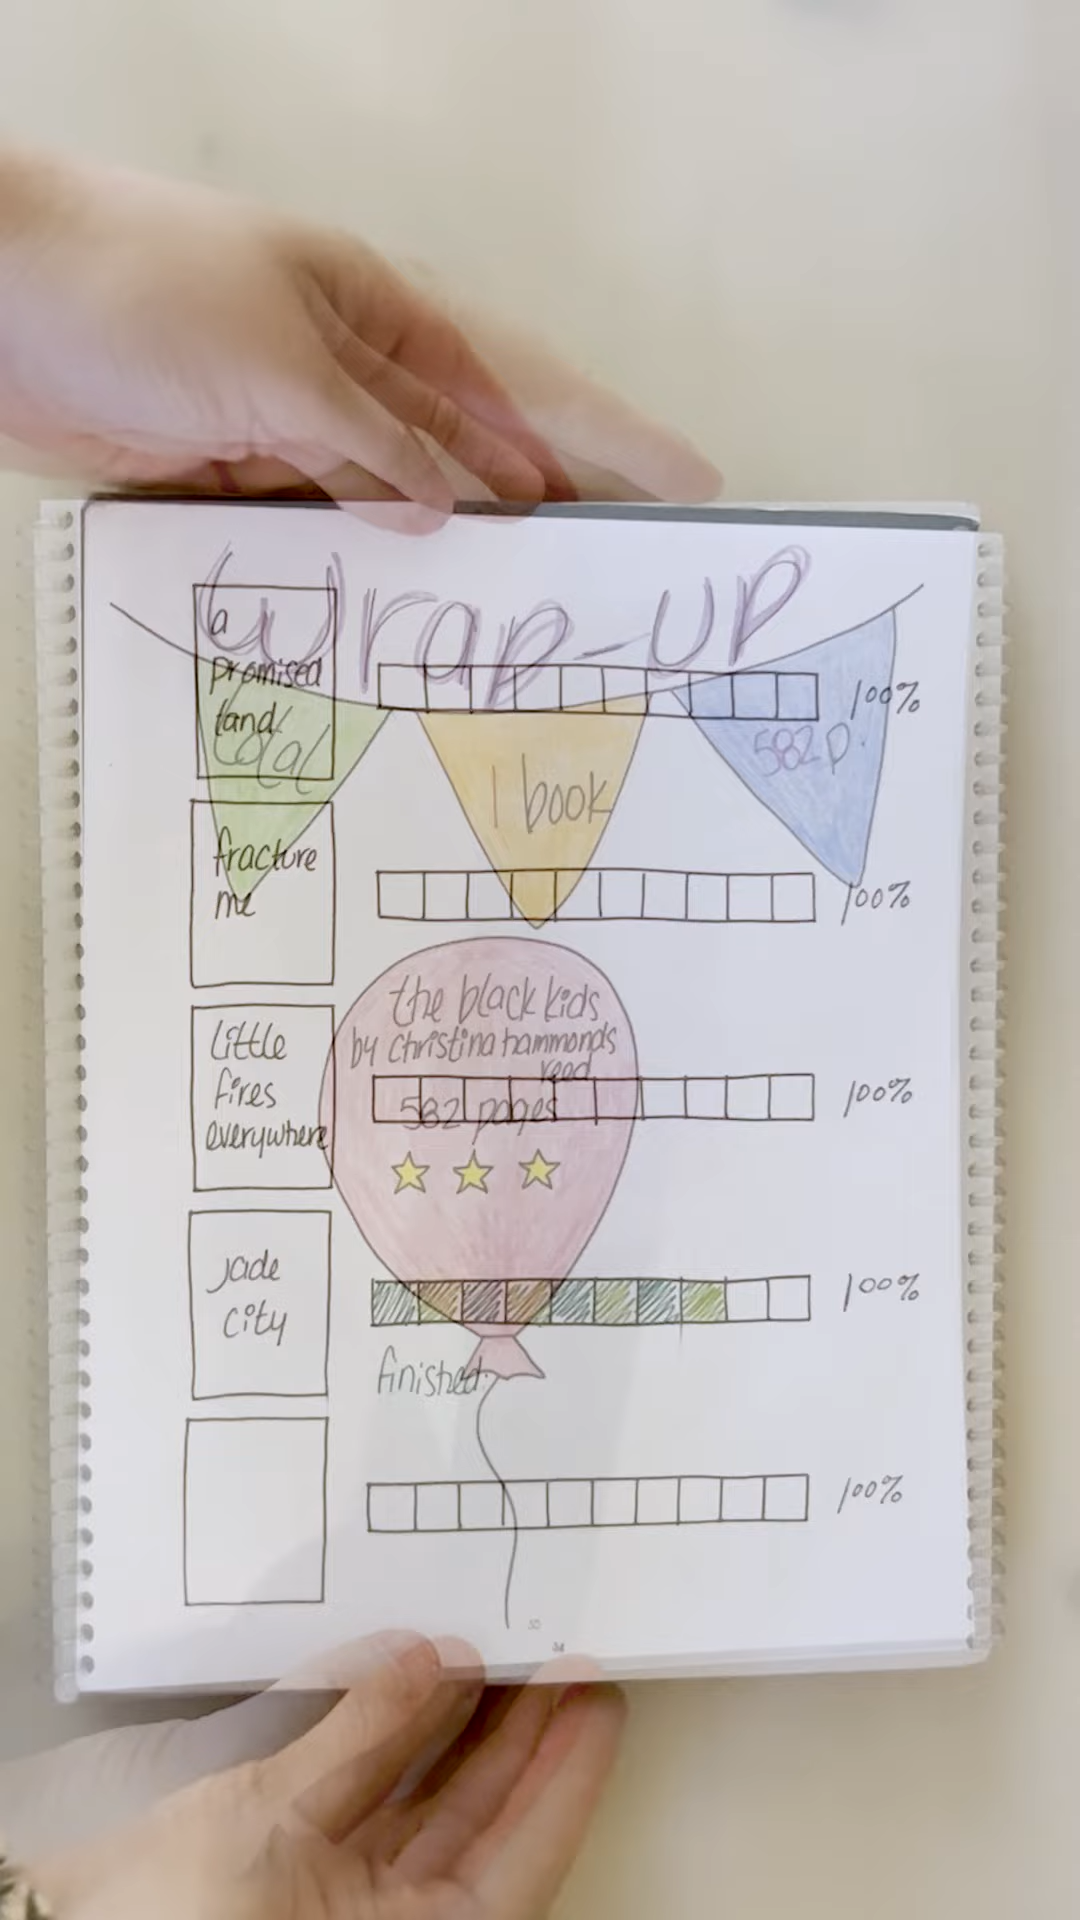 Wrap-up
a
promised
land
total
1 book
582 p.
100%
fracture
me
100%
the black kids
by christina hammonds
reed
582 pages
little
fires
everywhere
100%
jade
city
100%
finished.
100%